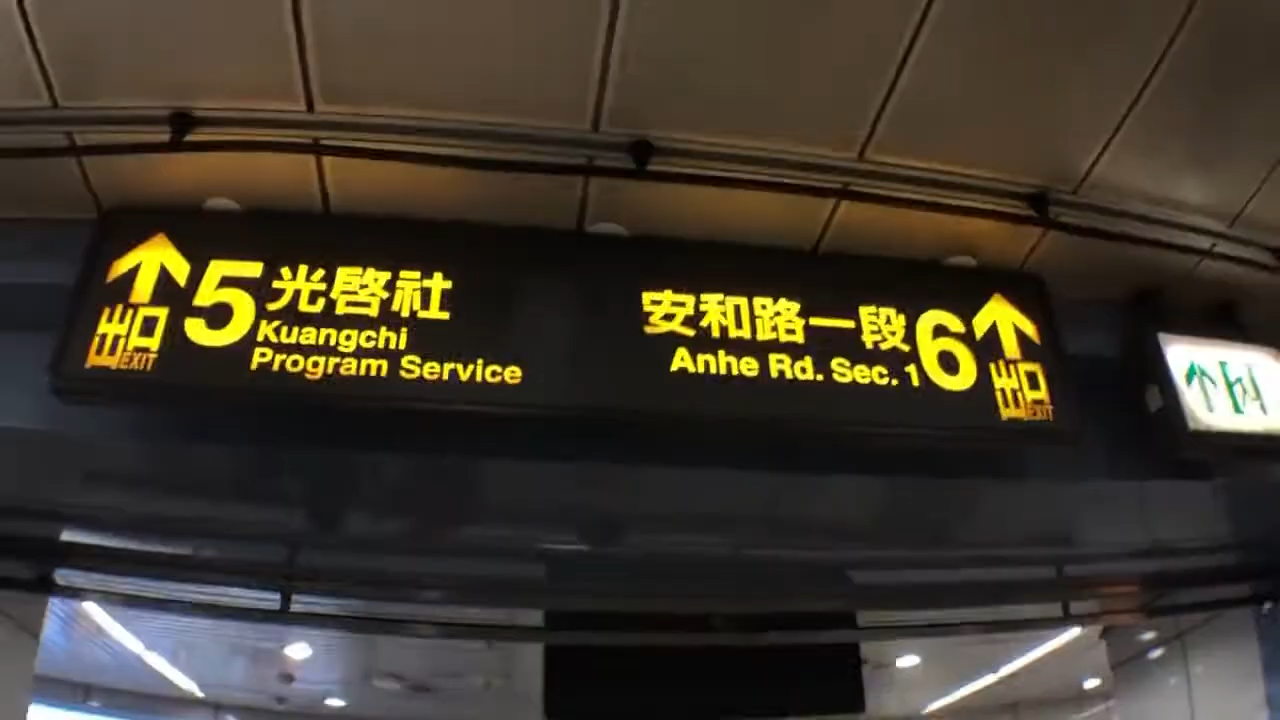 出口 EXIT
5 光啓社
Kuangchi
Program Service
安和路一段 6
Anhe Rd. Sec. 1
出口 EXIT